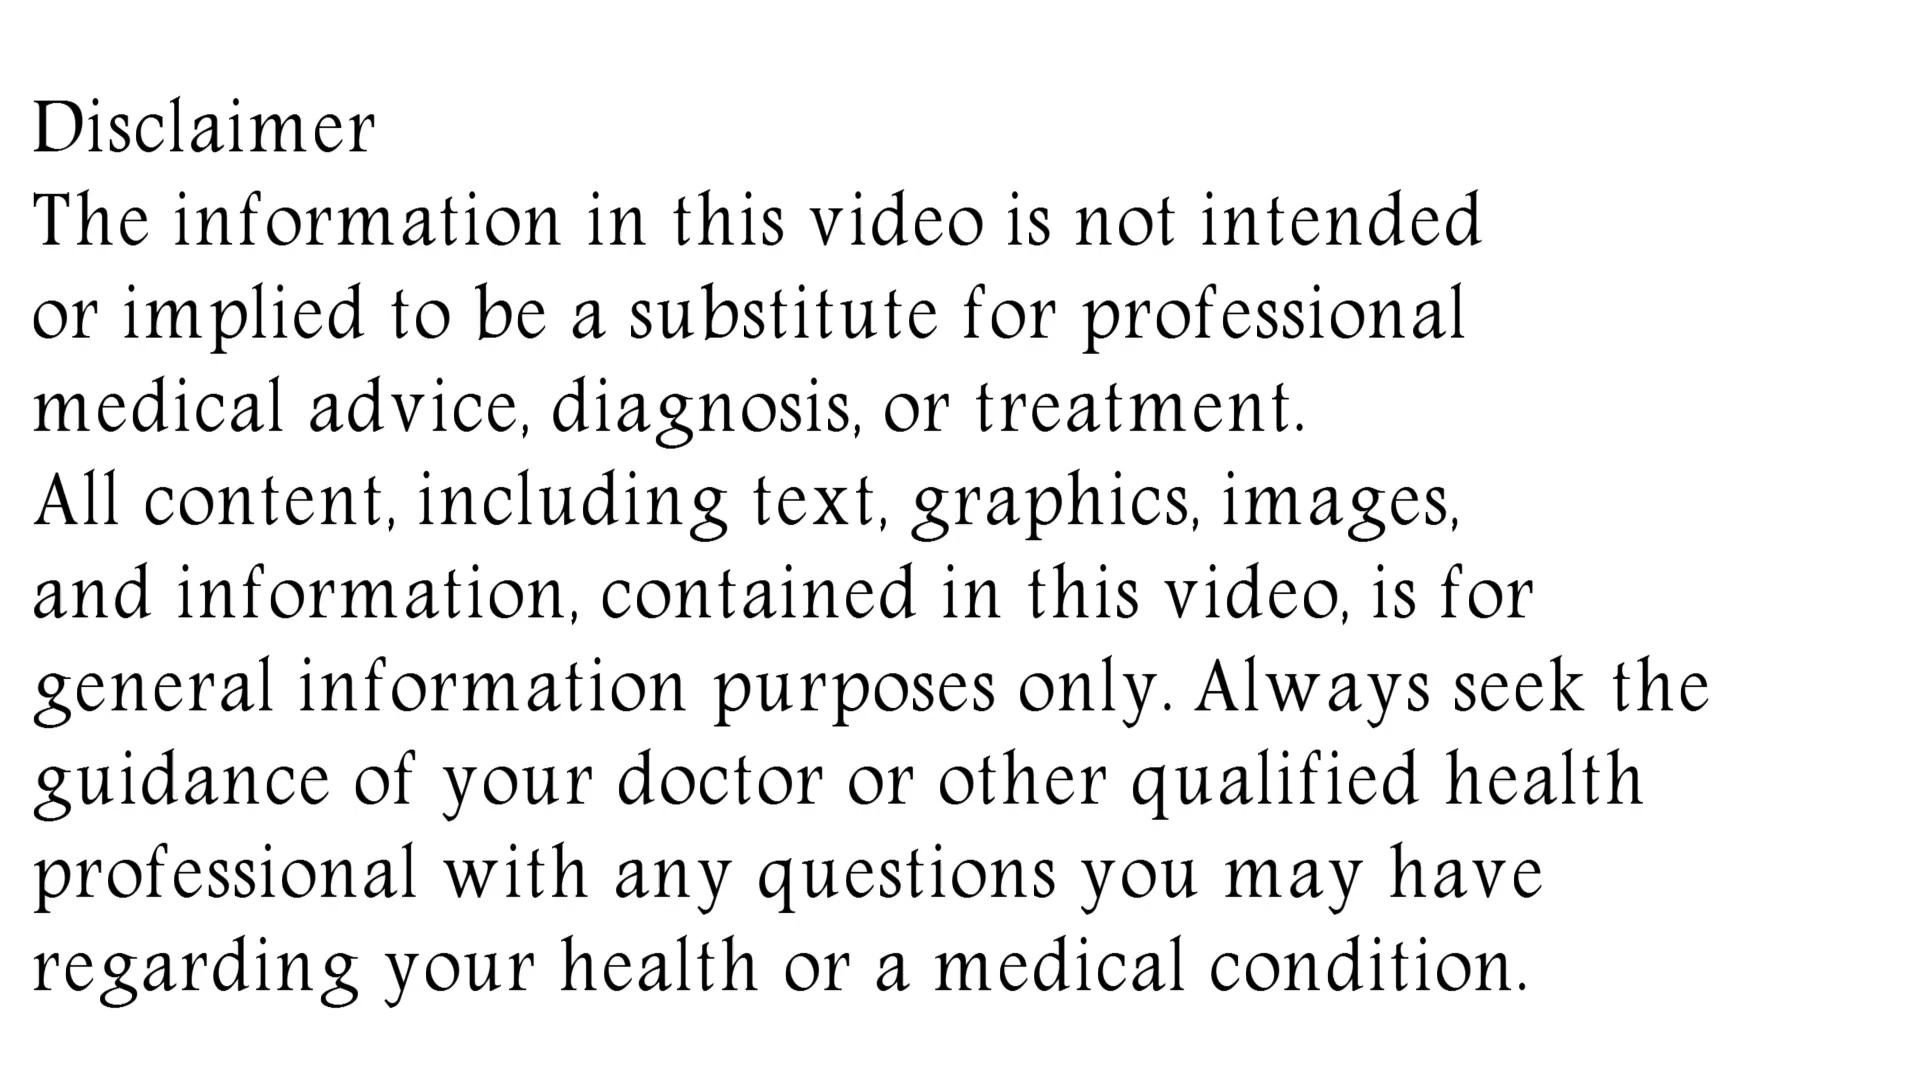 Disclaimer
The information in this video is not intended
or implied to be a substitute for professional
medical advice, diagnosis, or treatment.
All content, including text, graphics, images,
and information, contained in this video, is for
general information purposes only. Always seek the
guidance of your doctor or other qualified health
professional with any questions you may have
regarding your health or a medical condition.